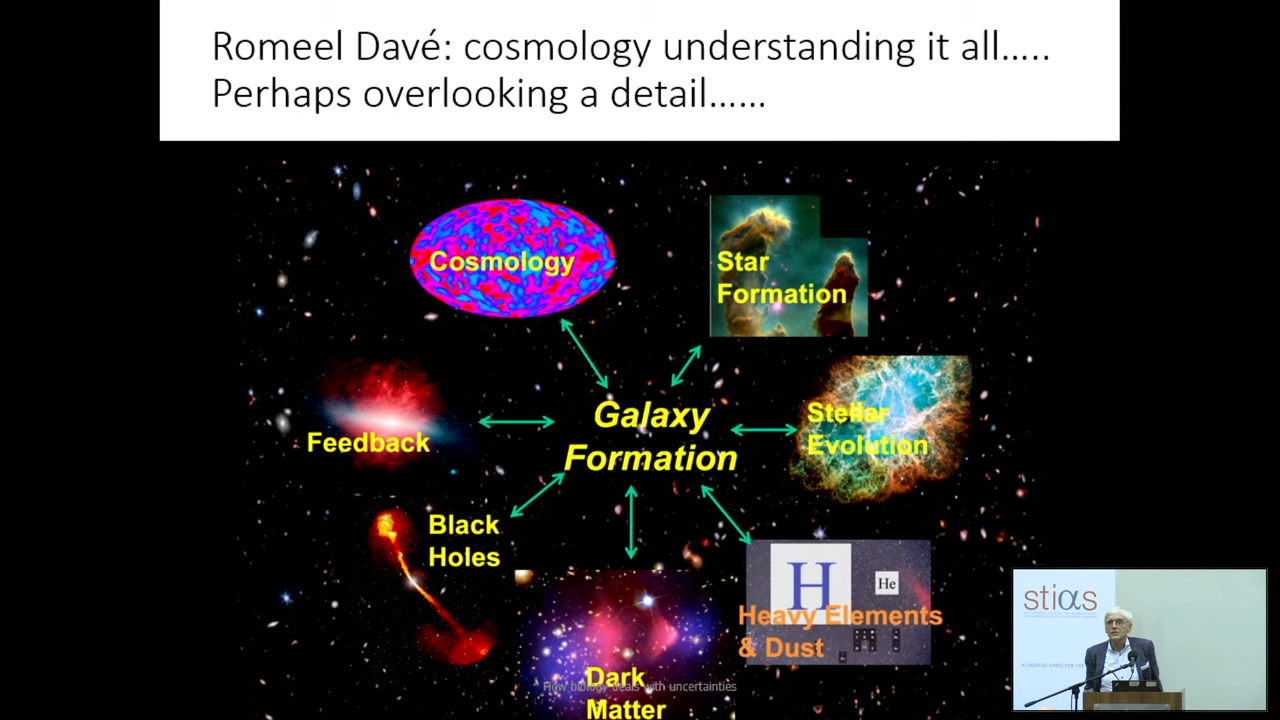 Romeel Davé: cosmology understanding it all…..
Perhaps overlooking a detail……
Cosmology
Star
Formation
Galaxy
Formation
Stellar
Evolution
Feedback
Black
Holes
H
He
Heavy Elements
& Dust
Dark
Matter
How biology deals with uncertainties
stiαs